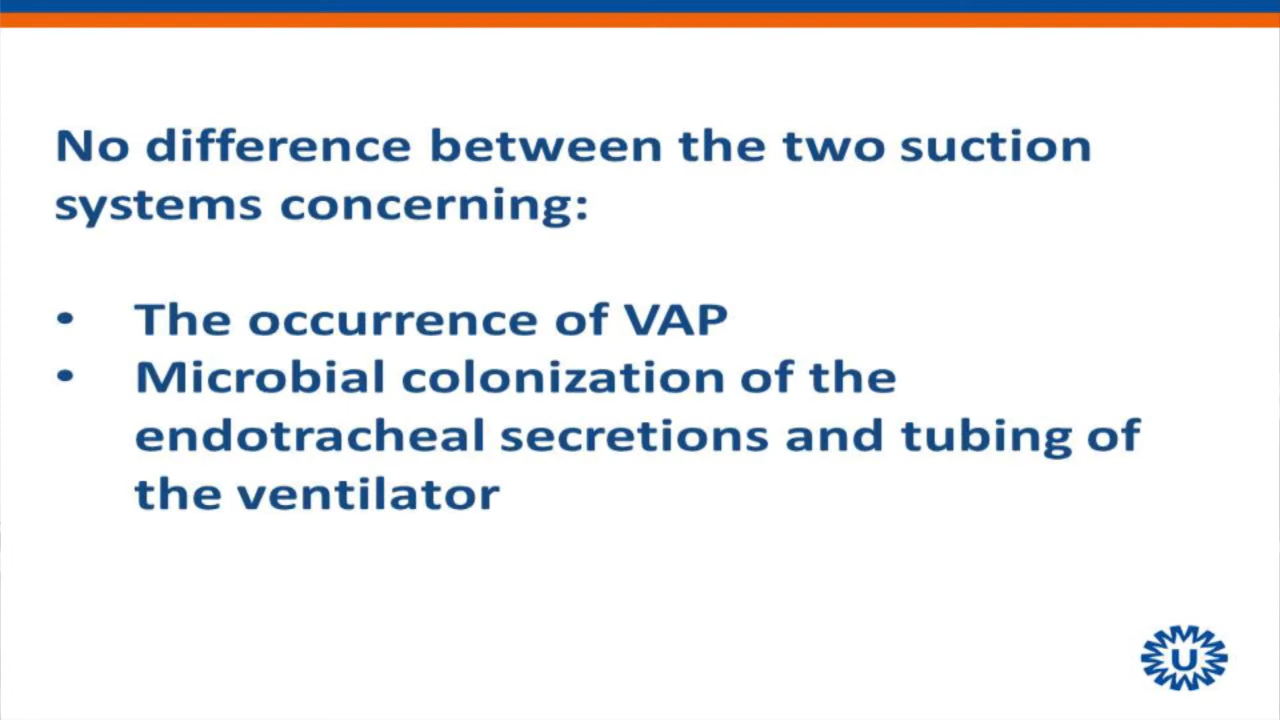 No difference between the two suction
systems concerning:
• The occurrence of VAP
• Microbial colonization of the
endotracheal secretions and tubing of
the ventilator
U